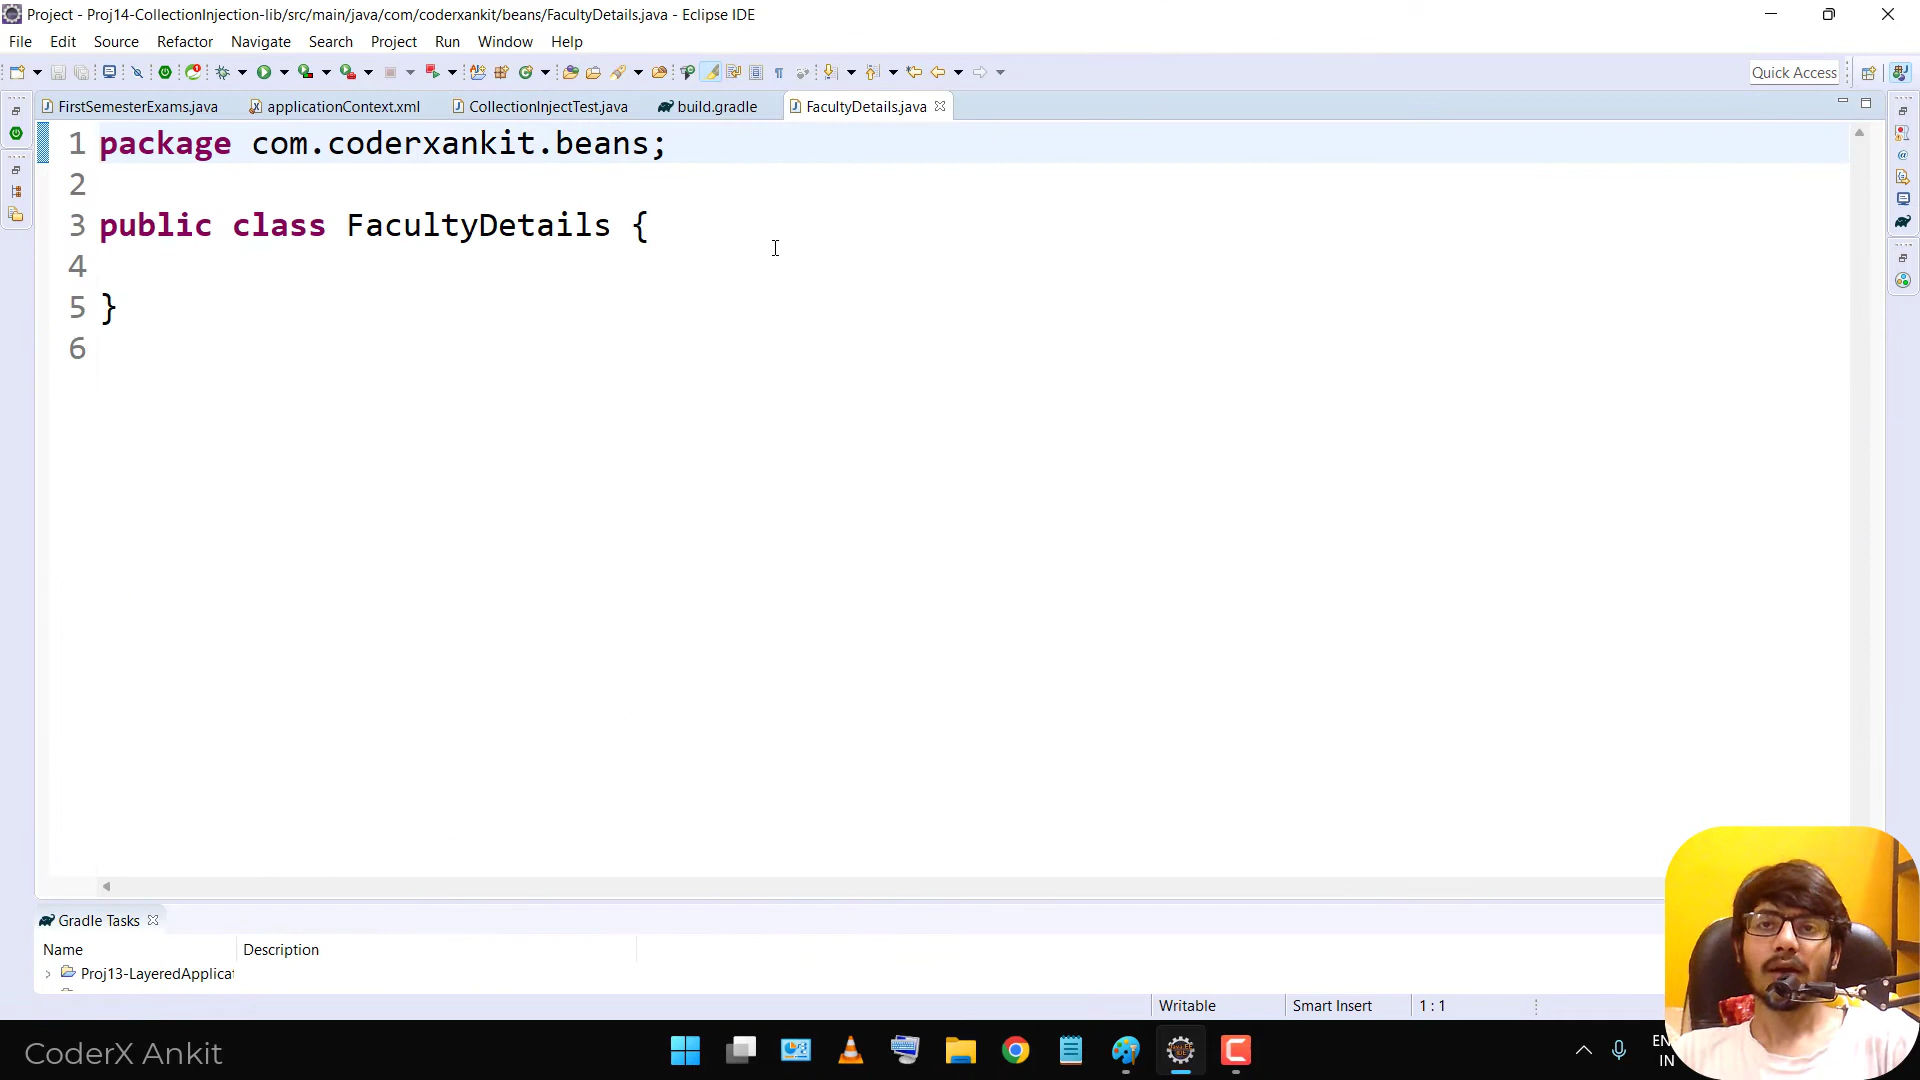 Project - Proj14-CollectionInjection-lib/src/main/java/com/coderxankit/beans/FacultyDetails.java - Eclipse IDE
File Edit Source Refactor Navigate Search Project Run Window Help
Quick Access
FirstSemesterExams.java applicationContext.xml CollectionInjectTest.java build.gradle FacultyDetails.java
1 package com.coderxankit.beans;
2
3 public class FacultyDetails {
4
5 }
6
Gradle Tasks
Name Description
Proj13-LayeredApplicat
Writable Smart Insert 1 : 1
CoderX Ankit
IN